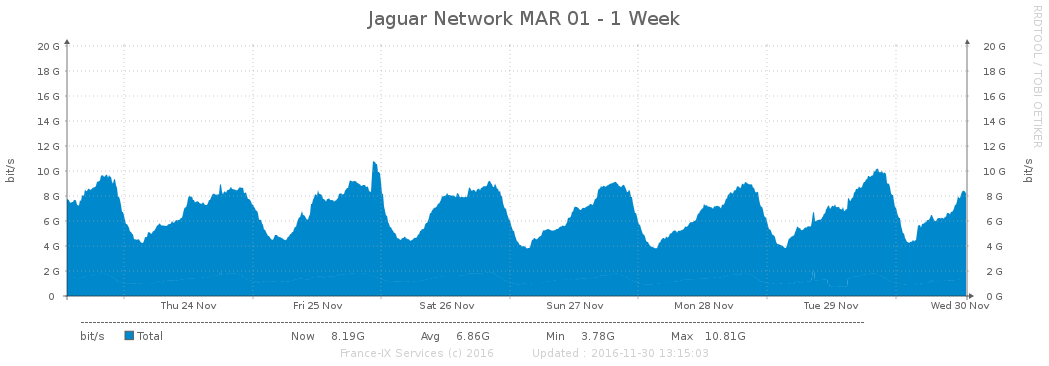 Jaguar Network MAR 01 - 1 Week
RRDTOOL / TOBI OETIKER
bit/s
bit/s
20 G 20 G
18 G 18 G
16 G 16 G
14 G 14 G
12 G 12 G
10 G 10 G
8 G 8 G
6 G 6 G
4 G 4 G
2 G 2 G
0 0 G
Thu 24 Nov Fri 25 Nov Sat 26 Nov Sun 27 Nov Mon 28 Nov Tue 29 Nov Wed 30 Nov
bit/s Total Now 8.19G Avg 6.86G Min 3.78G Max 10.81G
France-IX Services (c) 2016 Updated : 2016-11-30 13:15:03